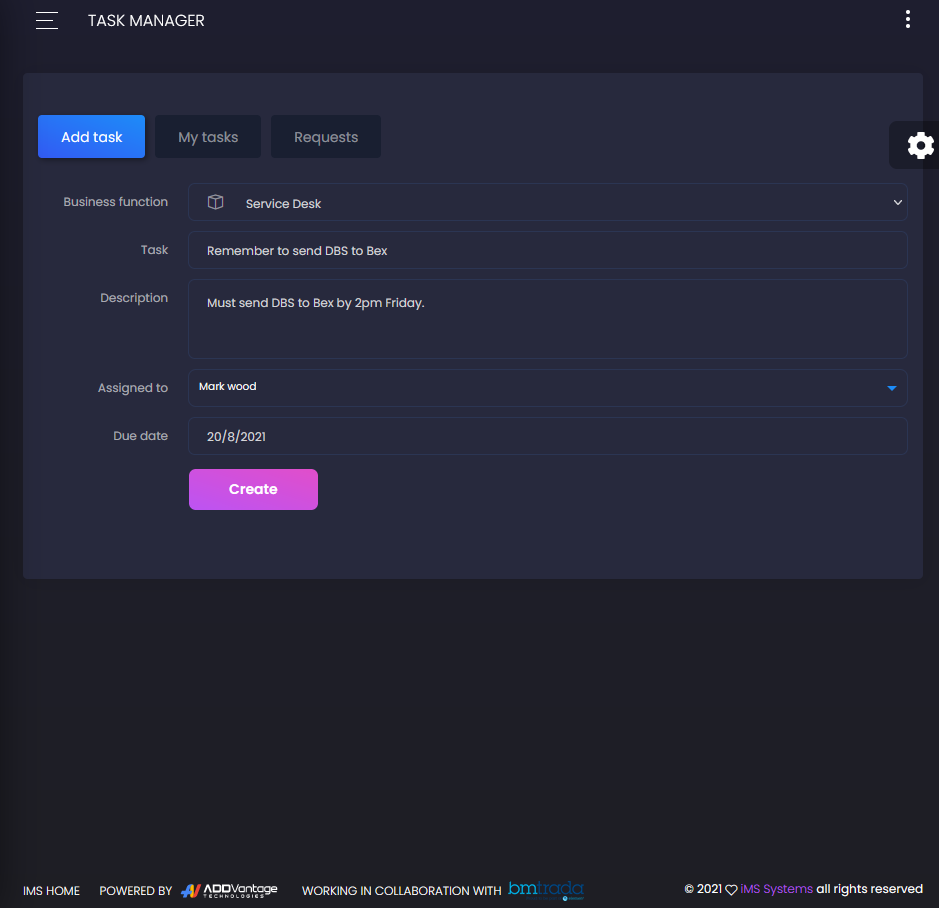 TASK MANAGER
Add task
My tasks
Requests
Business function
Service Desk
Task
Remember to send DBS to Bex
Description
Must send DBS to Bex by 2pm Friday.
Assigned to
Mark wood
Due date
20/8/2021
Create
IMS HOME POWERED BY ADDVantage TECHNOLOGIES WORKING IN COLLABORATION WITH bmtrada © 2021 iMS Systems all rights reserved